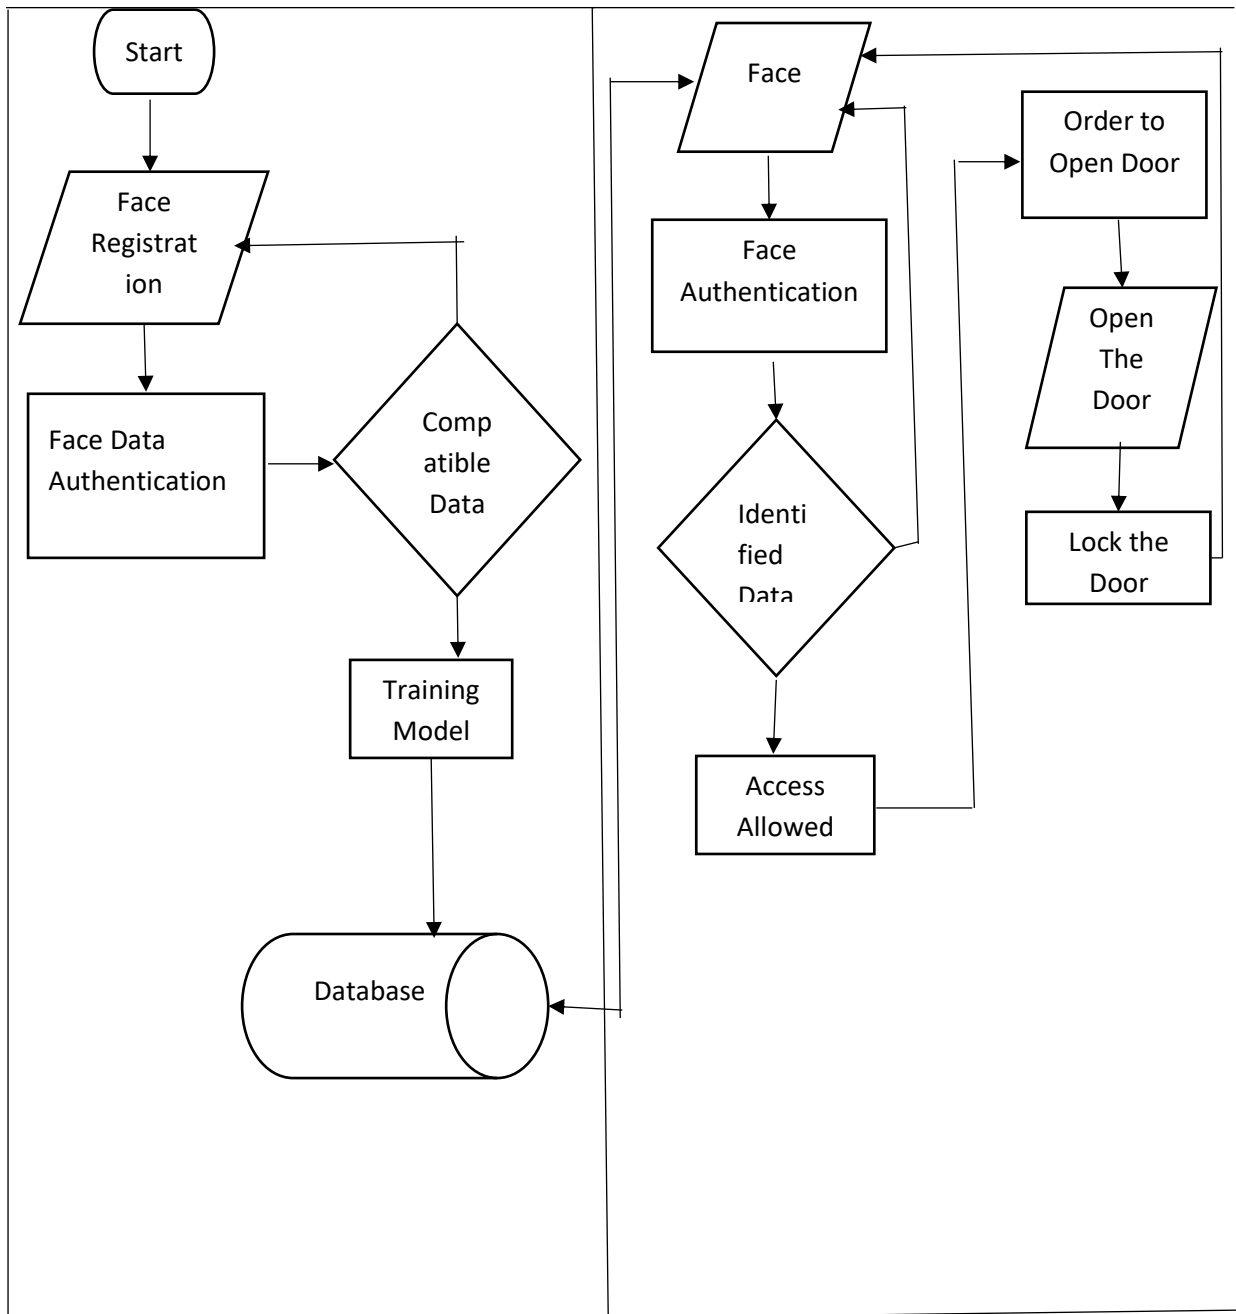 Start
Face
Registrat
ion
Face Data
Authentication
Comp
atible
Data
Training
Model
Database
Face
Face
Authentication
Identi
fied
Data
Access
Allowed
Order to
Open Door
Open
The
Door
Lock the
Door